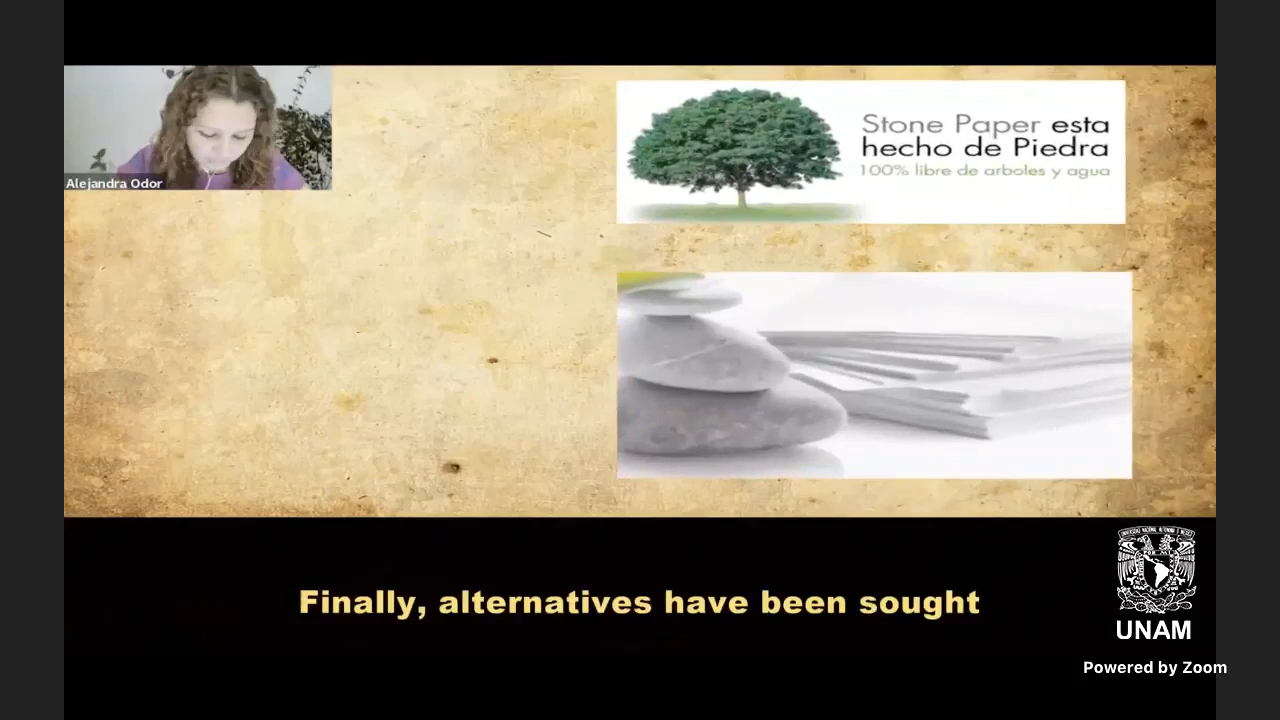 Alejandra Odor
Stone Paper esta
hecho de Piedra
100% libre de arboles y agua
Finally, alternatives have been sought
UNAM
Powered by Zoom